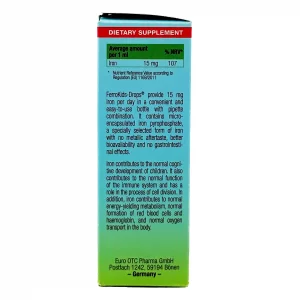 DIETARY SUPPLEMENT
Average amount % NRV*
per 1 ml
Iron 15 mg 107
* Nutrient Reference Value according to
Regulation (EU) 1169/2011
FerroKids-Drops® provide 15 mg
iron per day in a convenient and
easy-to-use bottle with pipette
combination. It contains micro-
encapsulated iron pyrophosphate,
a specially selected form of iron
with no metallic aftertaste, better
bioavailability and no gastrointesti-
nal effects.
Iron contributes to the normal cogni-
tive development of children. It also
contributes to the normal function
of the immune system and has a
role in the process of cell division. In
addition, iron contributes to normal
energy-yielding metabolism, normal
formation of red blood cells and
haemoglobin, and normal oxygen
transport in the body.
Euro OTC Pharma GmbH
Postfach 1242, 59194 Bönen
– Germany –